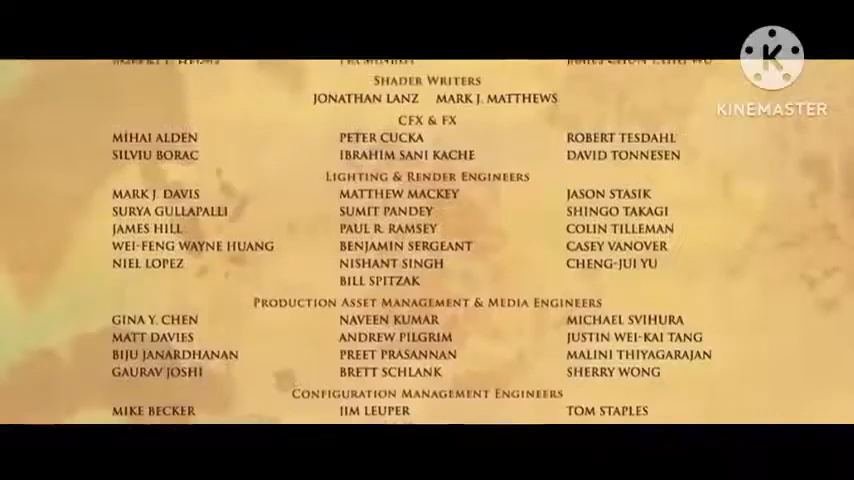 SHADER WRITERS
JONATHAN LANZ MARK J. MATTHEWS
CFX & FX
MIHAI ALDEN PETER CUCKA ROBERT TESDAHL
SILVIU BORAC IBRAHIM SANI KACHE DAVID TONNESEN
LIGHTING & RENDER ENGINEERS
MARK J. DAVIS MATTHEW MACKEY JASON STASIK
SURYA GULLAPALLI SUMIT PANDEY SHINGO TAKAGI
JAMES HILL PAUL R. RAMSEY COLIN TILLEMAN
WEI-FENG WAYNE HUANG BENJAMIN SERGEANT CASEY VANOVER
NIEL LOPEZ NISHANT SINGH CHENG-JUI YU
BILL SPITZAK
PRODUCTION ASSET MANAGEMENT & MEDIA ENGINEERS
GINA Y. CHEN NAVEEN KUMAR MICHAEL SVIHURA
MATT DAVIES ANDREW PILGRIM JUSTIN WEI-KAI TANG
BIJU JANARDHANAN PREET PRASANNAN MALINI THIYAGARAJAN
GAURAV JOSHI BRETT SCHLANK SHERRY WONG
CONFIGURATION MANAGEMENT ENGINEERS
MIKE BECKER JIM LEUPER TOM STAPLES
K
KINEMASTER